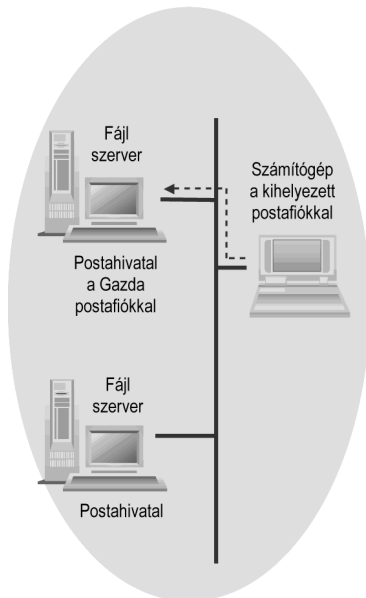 Fájl
szerver
Számítógép
a kihelyezett
postafiókkal
Postahivatal
a Gazda
postafiókkal
Fájl
szerver
Postahivatal